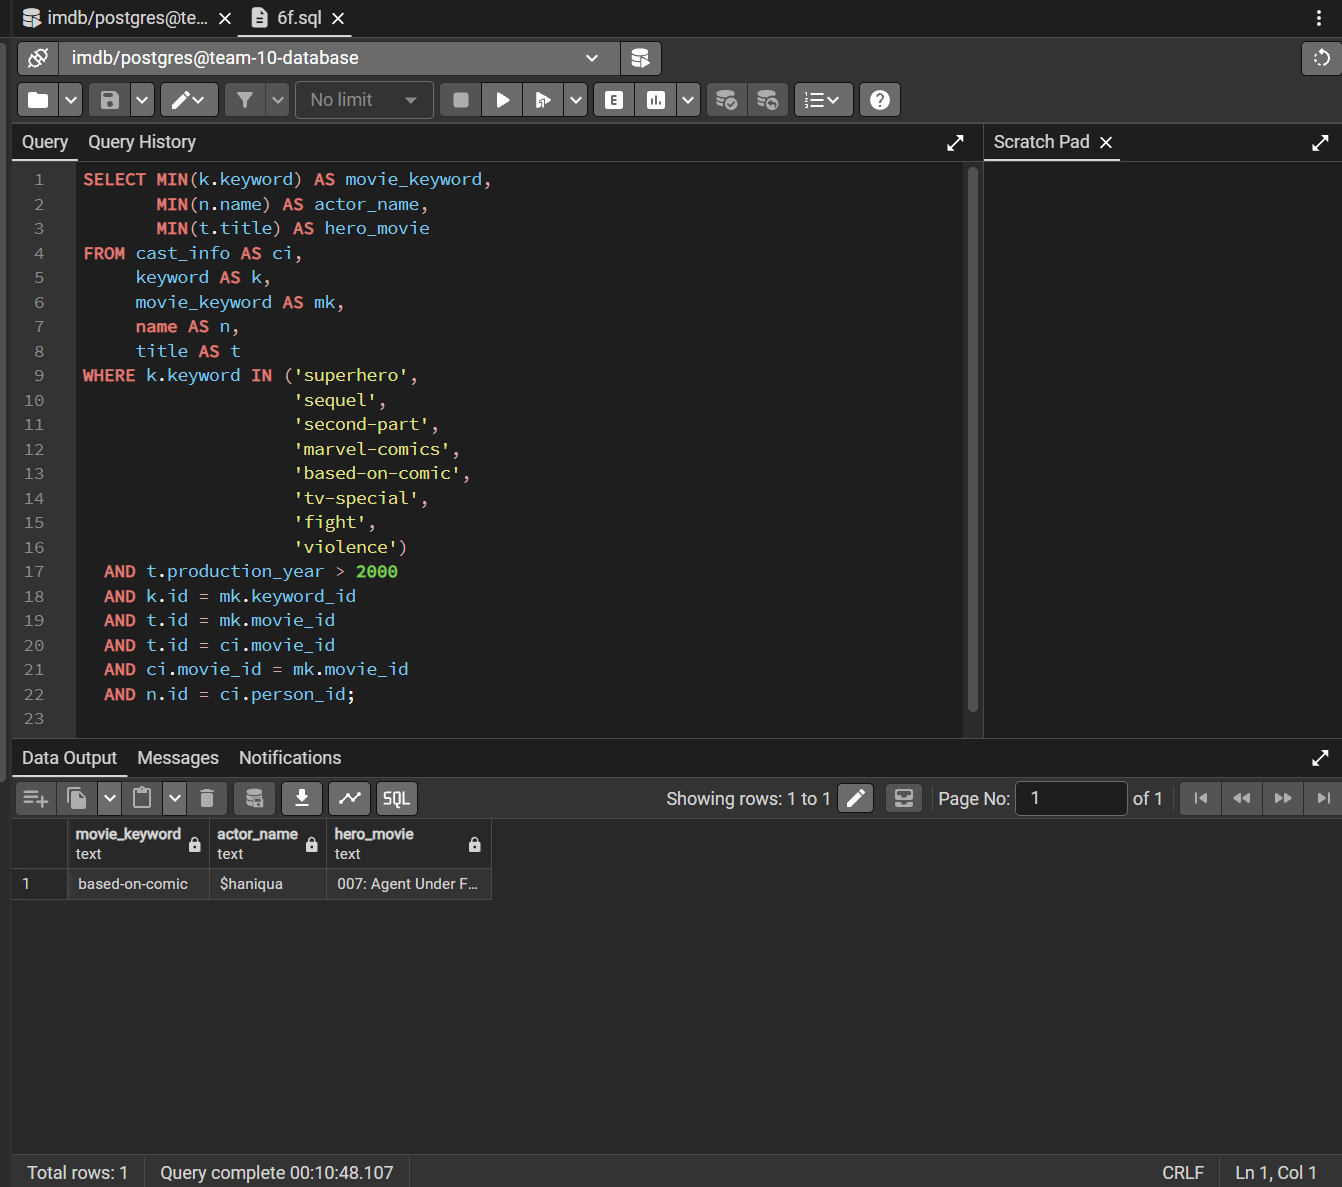 imdb/postgres@te...
6f.sql
imdb/postgres@team-10-database
No limit
E
Query
Query History
Scratch Pad
1 SELECT MIN(k.keyword) AS movie_keyword,
2        MIN(n.name) AS actor_name,
3        MIN(t.title) AS hero_movie
4 FROM cast_info AS ci,
5      keyword AS k,
6      movie_keyword AS mk,
7      name AS n,
8      title AS t
9 WHERE k.keyword IN ('superhero',
10                     'sequel',
11                     'second-part',
12                     'marvel-comics',
13                     'based-on-comic',
14                     'tv-special',
15                     'fight',
16                     'violence')
17   AND t.production_year > 2000
18   AND k.id = mk.keyword_id
19   AND t.id = mk.movie_id
20   AND t.id = ci.movie_id
21   AND ci.movie_id = mk.movie_id
22   AND n.id = ci.person_id;
23
Data Output
Messages
Notifications
SQL
Showing rows: 1 to 1
Page No:
1
of 1
movie_keyword
text
actor_name
text
hero_movie
text
1
based-on-comic
$haniqua
007: Agent Under F...
Total rows: 1
Query complete 00:10:48.107
CRLF
Ln 1, Col 1